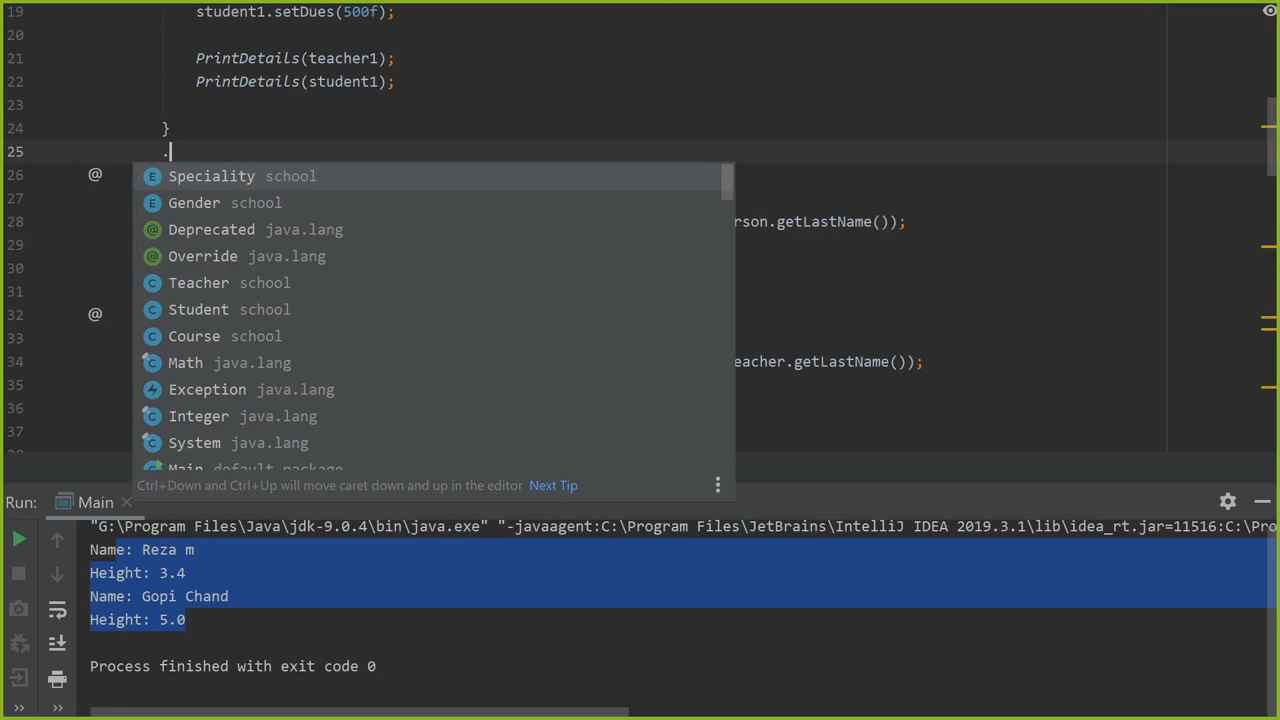 19 student1.setDues(500f);
20
21 PrintDetails(teacher1);
22 PrintDetails(student1);
23
24 }
25 .
26 @
27
28 rson.getLastName());
29
30
31
32 @
33
34 eacher.getLastName());
35
36
37
Speciality school
Gender school
Deprecated java.lang
Override java.lang
Teacher school
Student school
Course school
Math java.lang
Exception java.lang
Integer java.lang
System java.lang
Main default package
Ctrl+Down and Ctrl+Up will move caret down and up in the editor Next Tip
Run: Main
"G:\Program Files\Java\jdk-9.0.4\bin\java.exe" "-javaagent:C:\Program Files\JetBrains\IntelliJ IDEA 2019.3.1\lib\idea_rt.jar=11516:C:\Pro
Name: Reza m
Height: 3.4
Name: Gopi Chand
Height: 5.0
Process finished with exit code 0